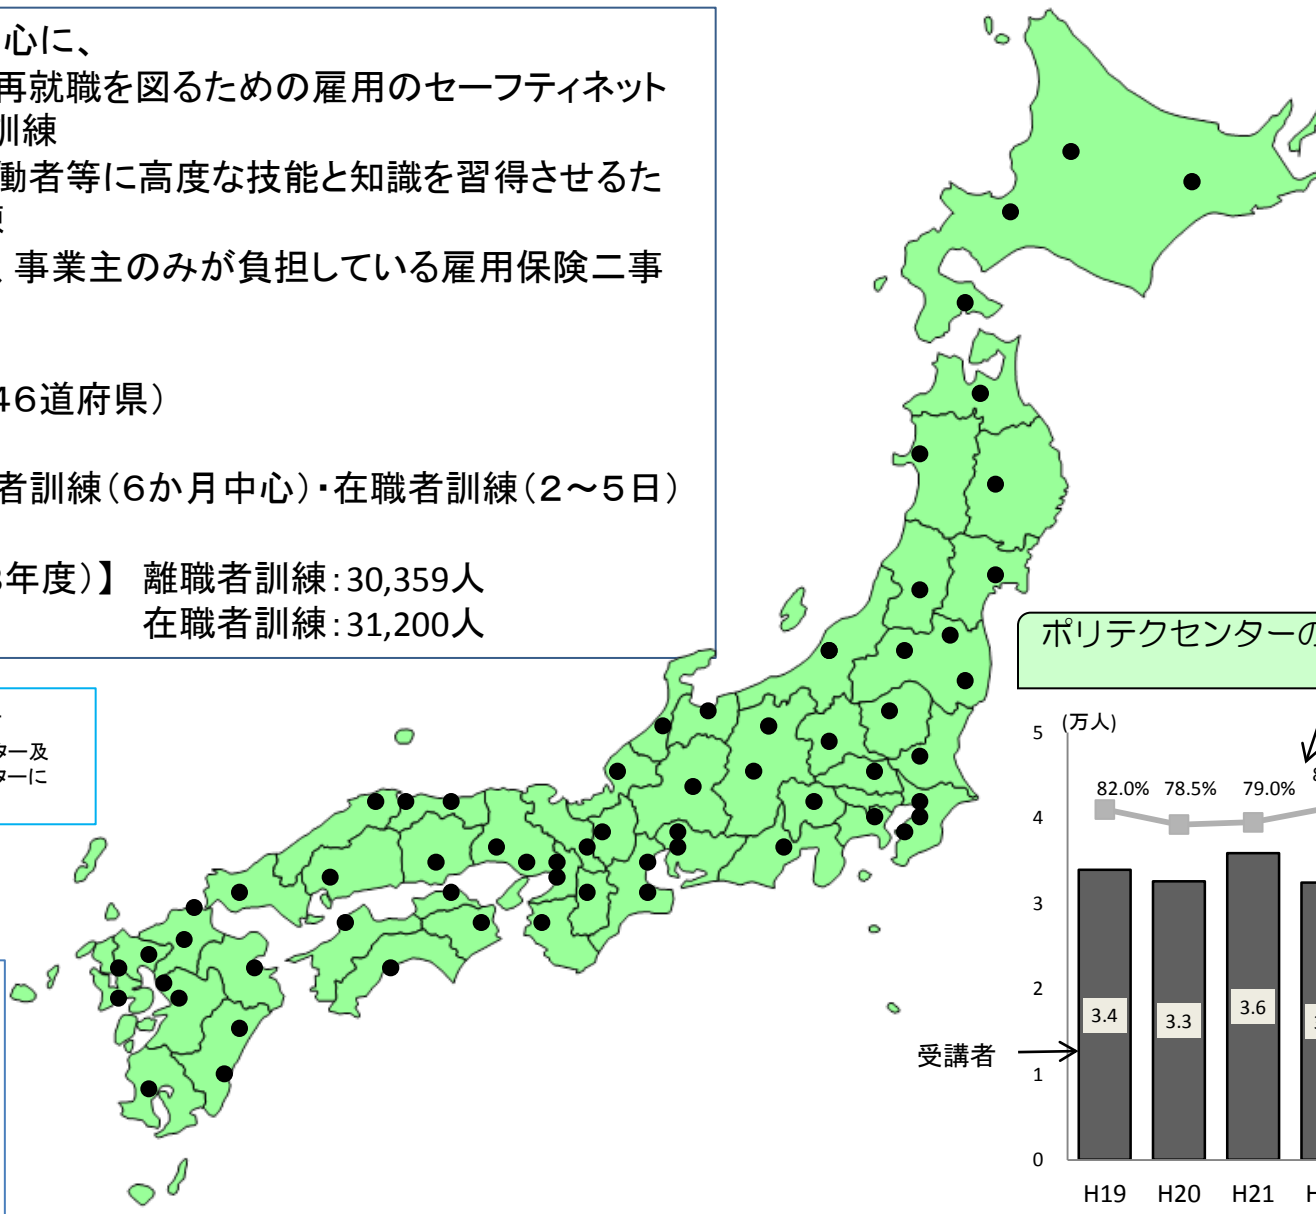 心に、
再就職を図るための雇用のセーフティネット
訓練
働者等に高度な技能と知識を習得させるた
事業主のみが負担している雇用保険二事
46道府県）
者訓練（6か月中心）・在職者訓練（2～5日）
年度）】 離職者訓練：30,359人
在職者訓練：31,200人
ター及
ターに
ポリテクセンターの
(万人)
5
4
3
2
1
0
82.0% 78.5% 79.0%
3.4 3.3 3.6
受講者
H19 H20 H21